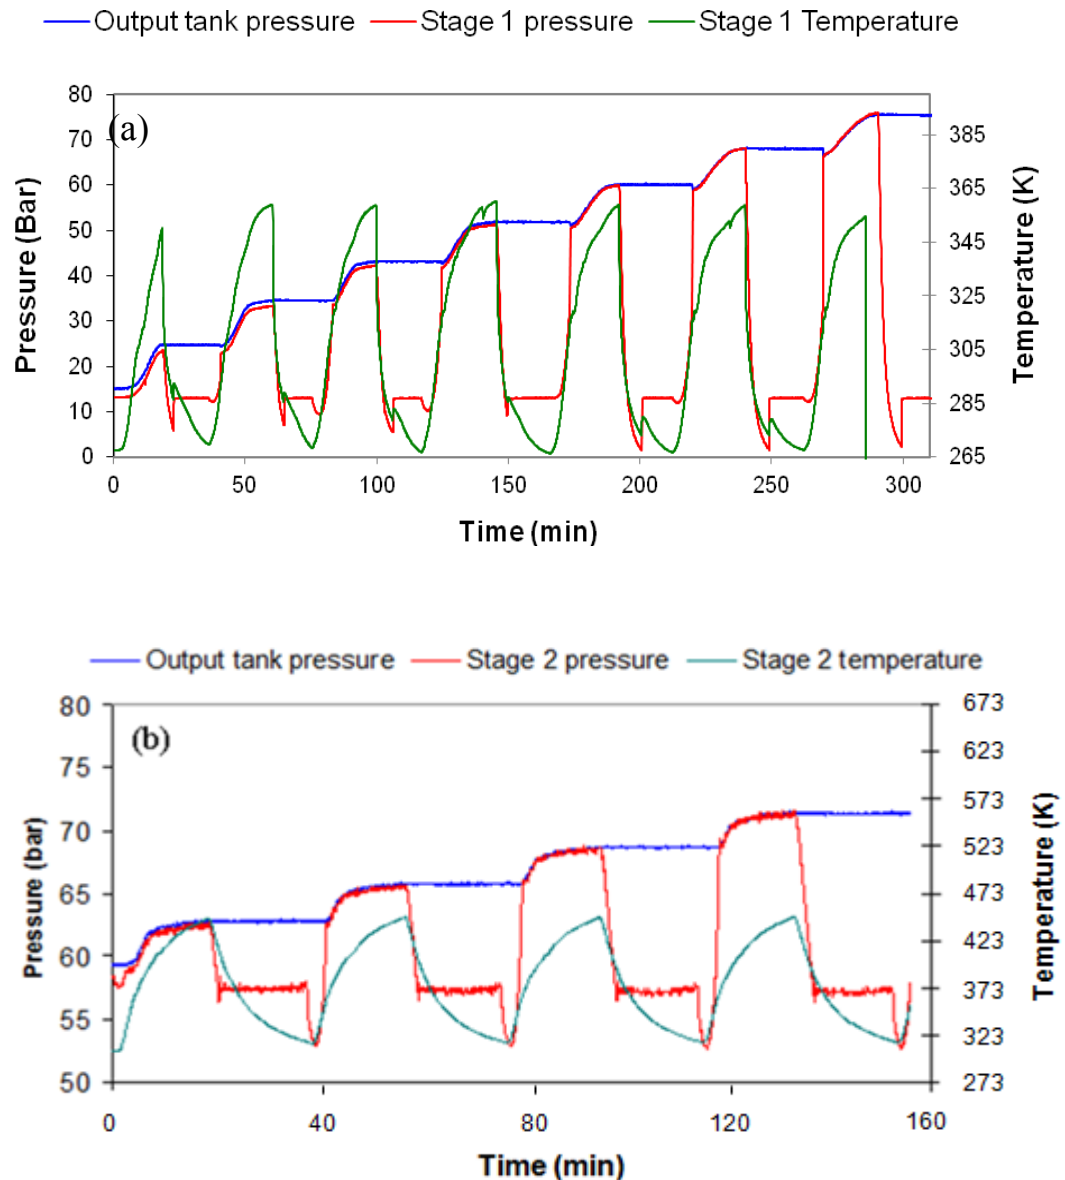 Output tank pressure Stage 1 pressure Stage 1 Temperature
(a)
80
70
60
50
40
30
20
10
0
Pressure (Bar)
385
365
345
325
305
285
265
Temperature (K)
0 50 100 150 200 250 300
Time (min)
Output tank pressure Stage 2 pressure Stage 2 temperature
(b)
80
75
70
65
60
55
50
Pressure (bar)
673
623
573
523
473
423
373
323
273
Temperature (K)
0 40 80 120 160
Time (min)